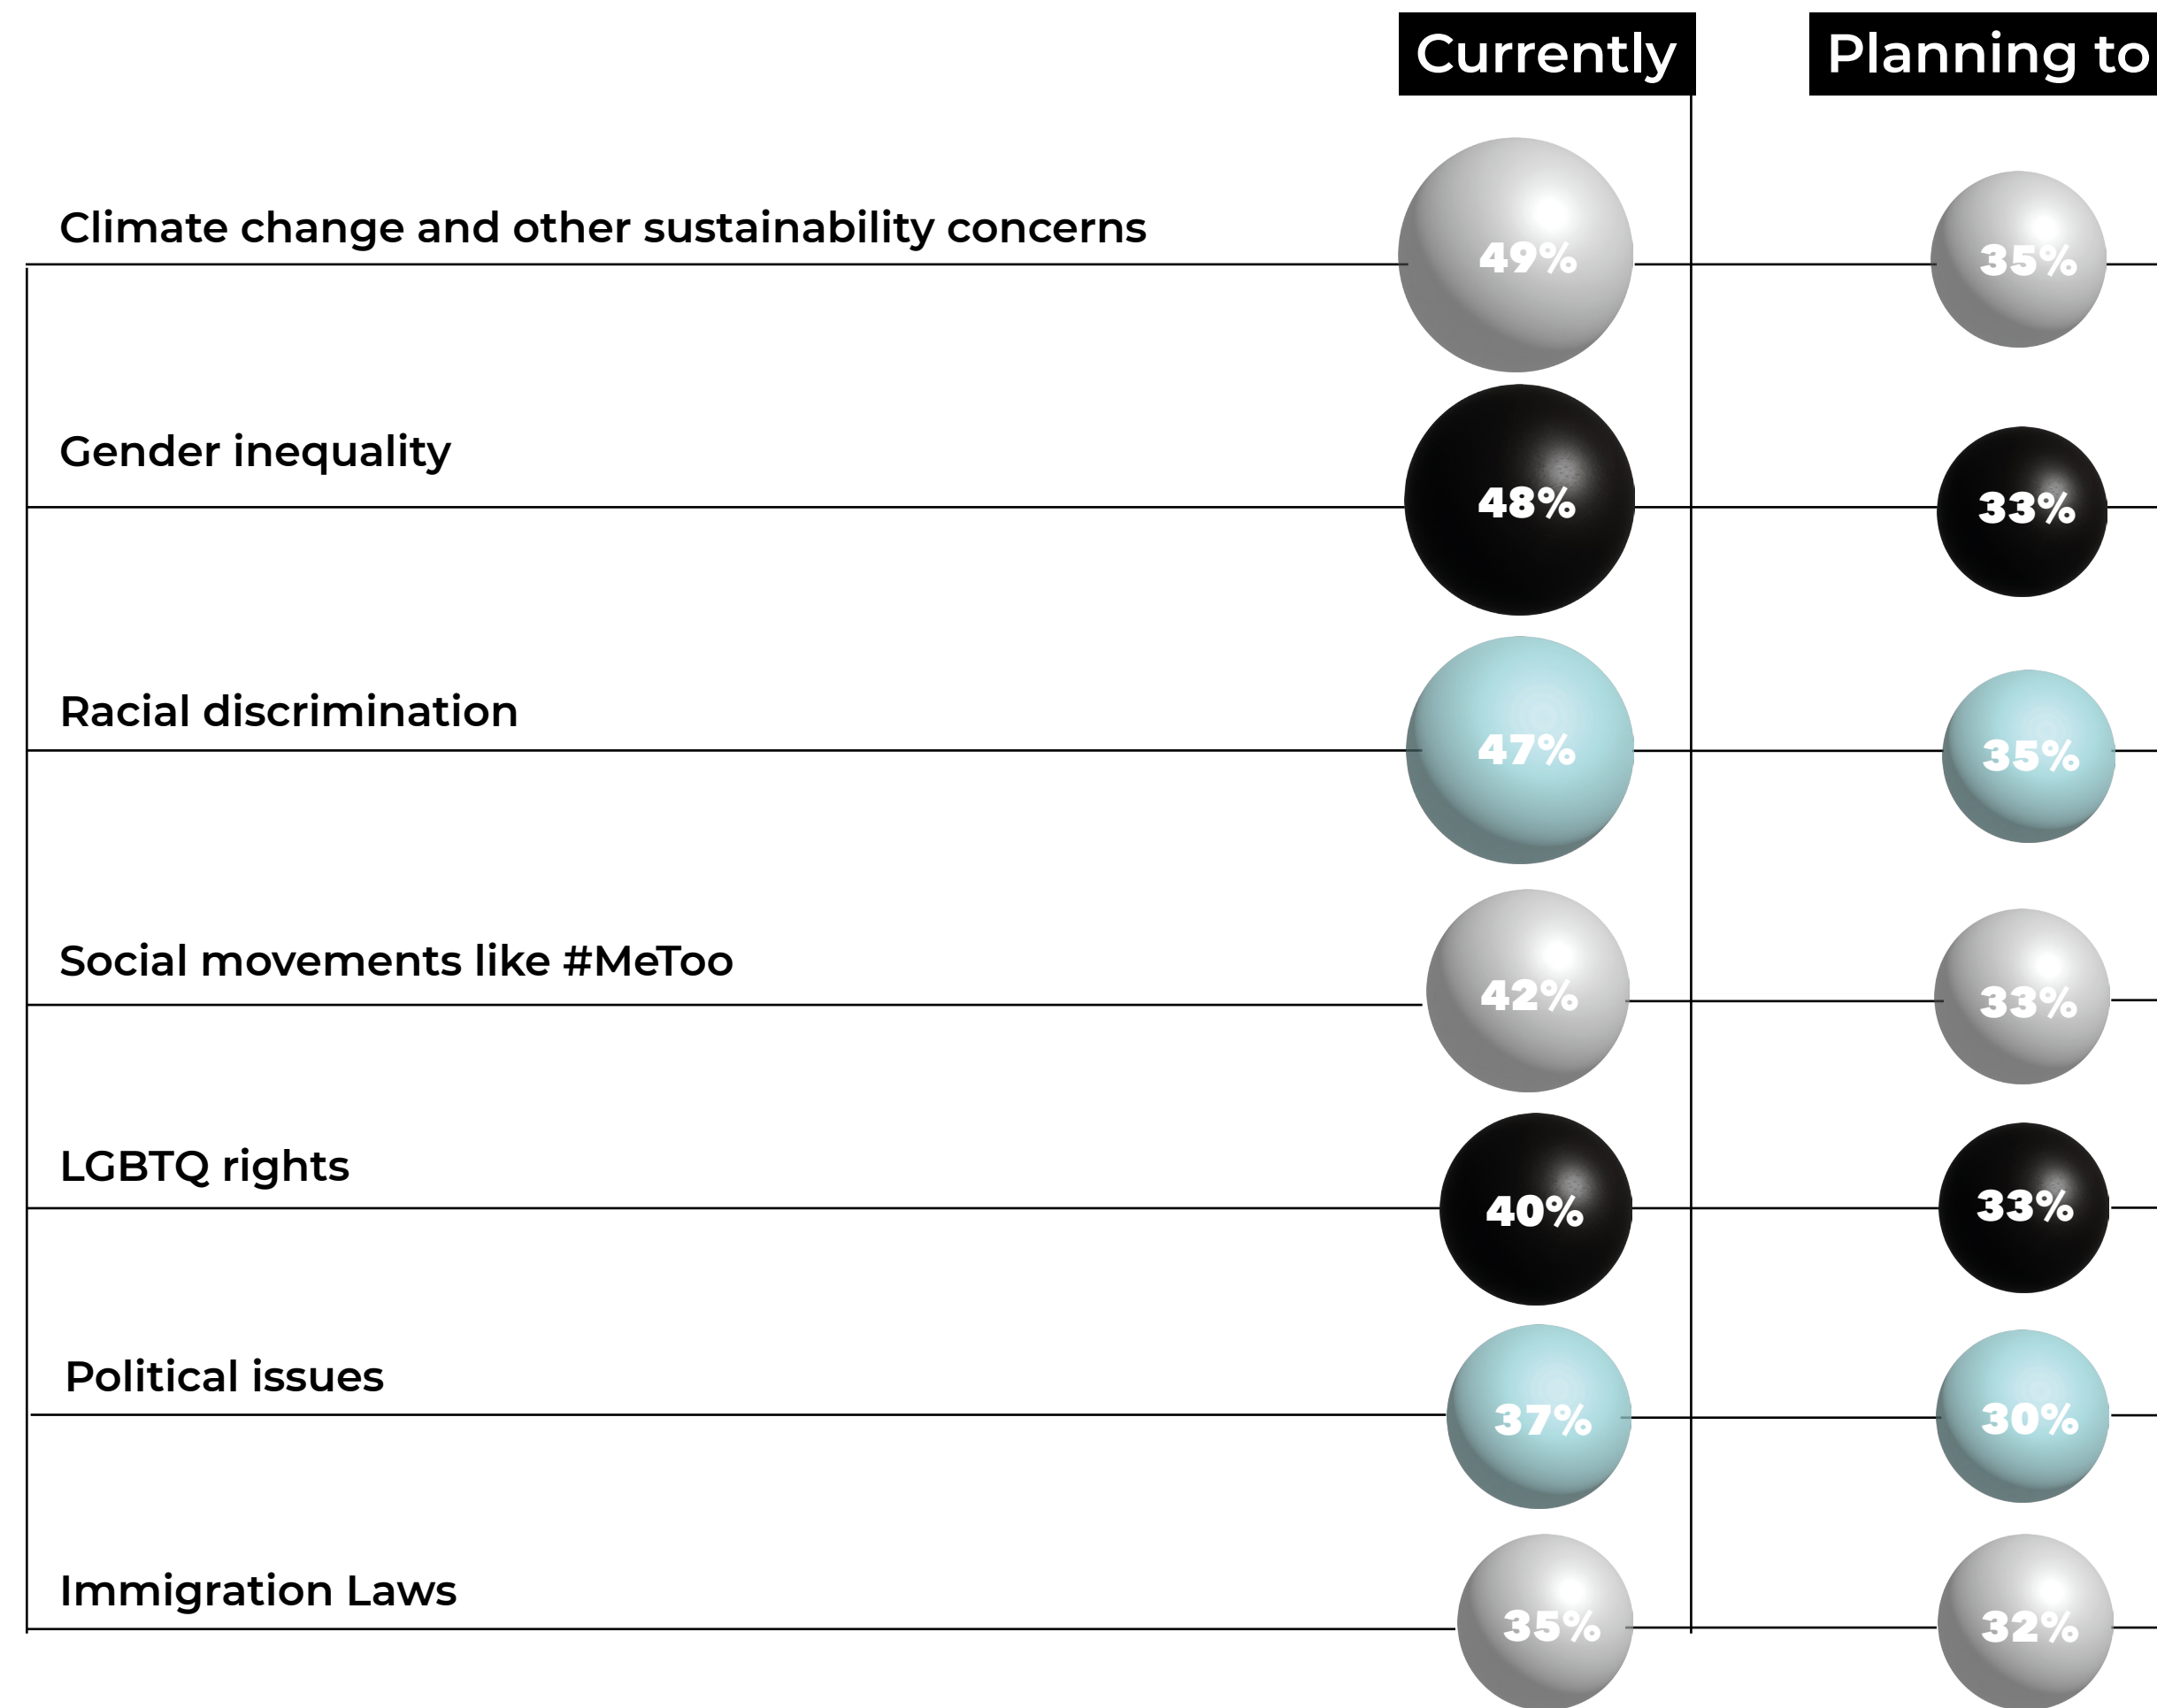 Currently
Planning to
Climate change and other sustainability concerns
49%
35%
Gender inequality
48%
33%
Racial discrimination
47%
35%
Social movements like #MeToo
42%
33%
LGBTQ rights
40%
33%
Political issues
37%
30%
Immigration Laws
35%
32%